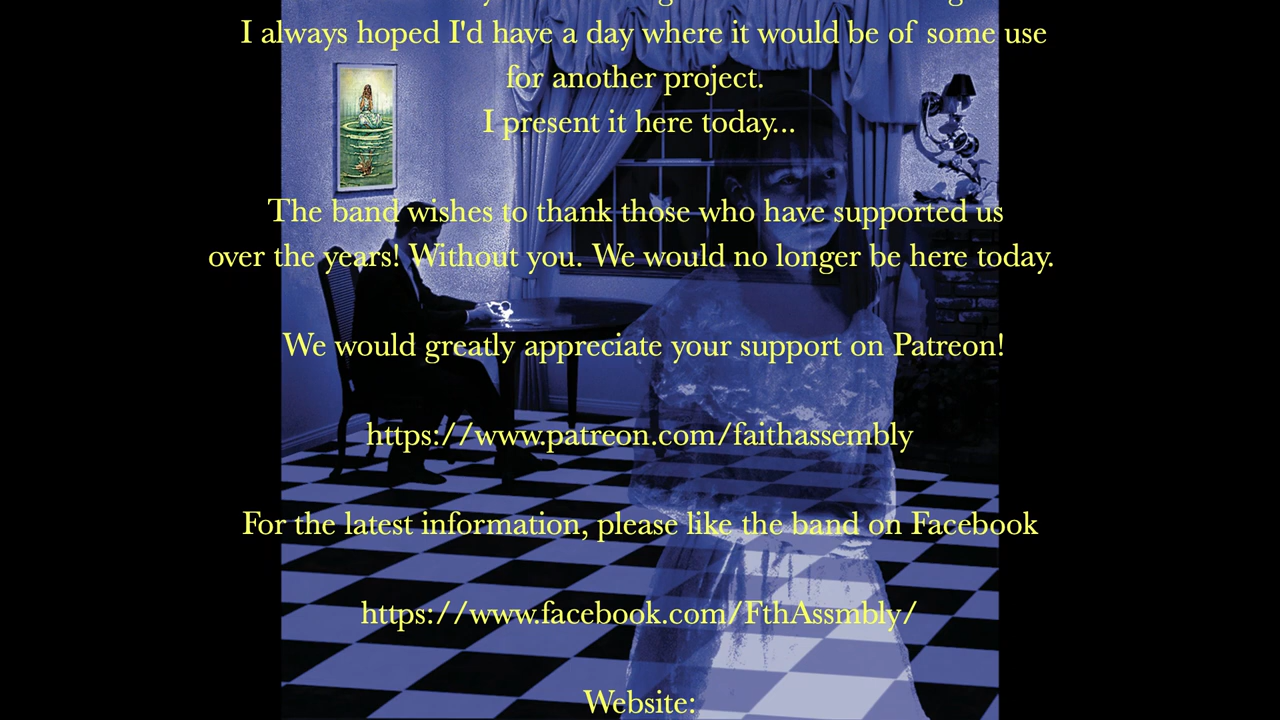 I always hoped I'd have a day where it would be of some use
for another project.
I present it here today...
The band wishes to thank those who have supported us
over the years! Without you. We would no longer be here today.
We would greatly appreciate your support on Patreon!
https://www.patreon.com/faithassembly
For the latest information, please like the band on Facebook
https://www.facebook.com/FthAssmbly/
Website: